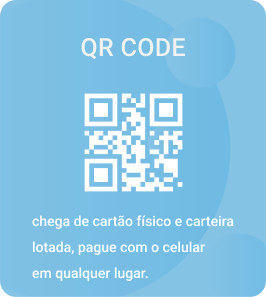 QR CODE
chega de cartão físico e carteira
lotada, pague com o celular
em qualquer lugar.